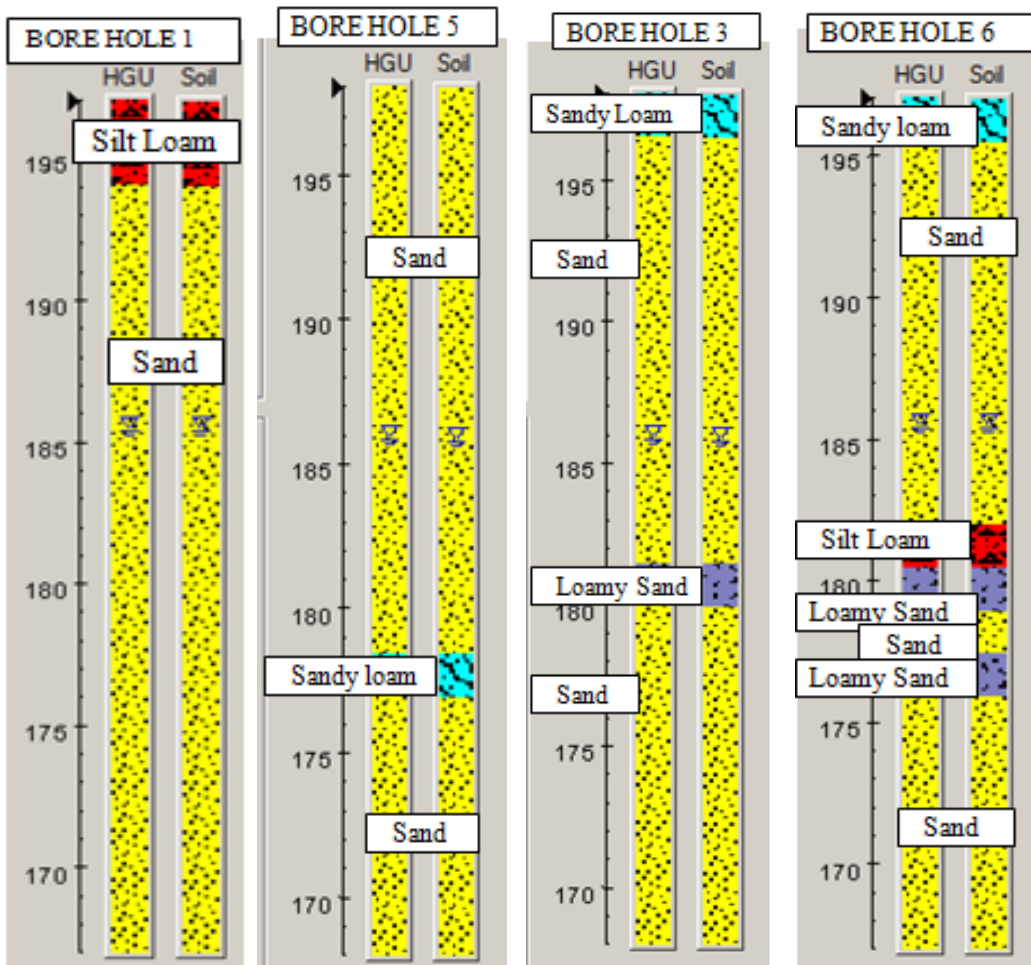 BORE HOLE 1
HGU Soil
Silt Loam
195
190
Sand
185
180
175
170
BORE HOLE 5
HGU Soil
195
Sand
190
185
180
Sandy loam
175
Sand
170
BORE HOLE 3
HGU Soil
Sandy Loam
195
Sand
190
185
Loamy Sand
180
Sand
175
170
BORE HOLE 6
HGU Soil
Sandy loam
195
Sand
190
185
Silt Loam
180
Loamy Sand
Sand
Loamy Sand
175
Sand
170